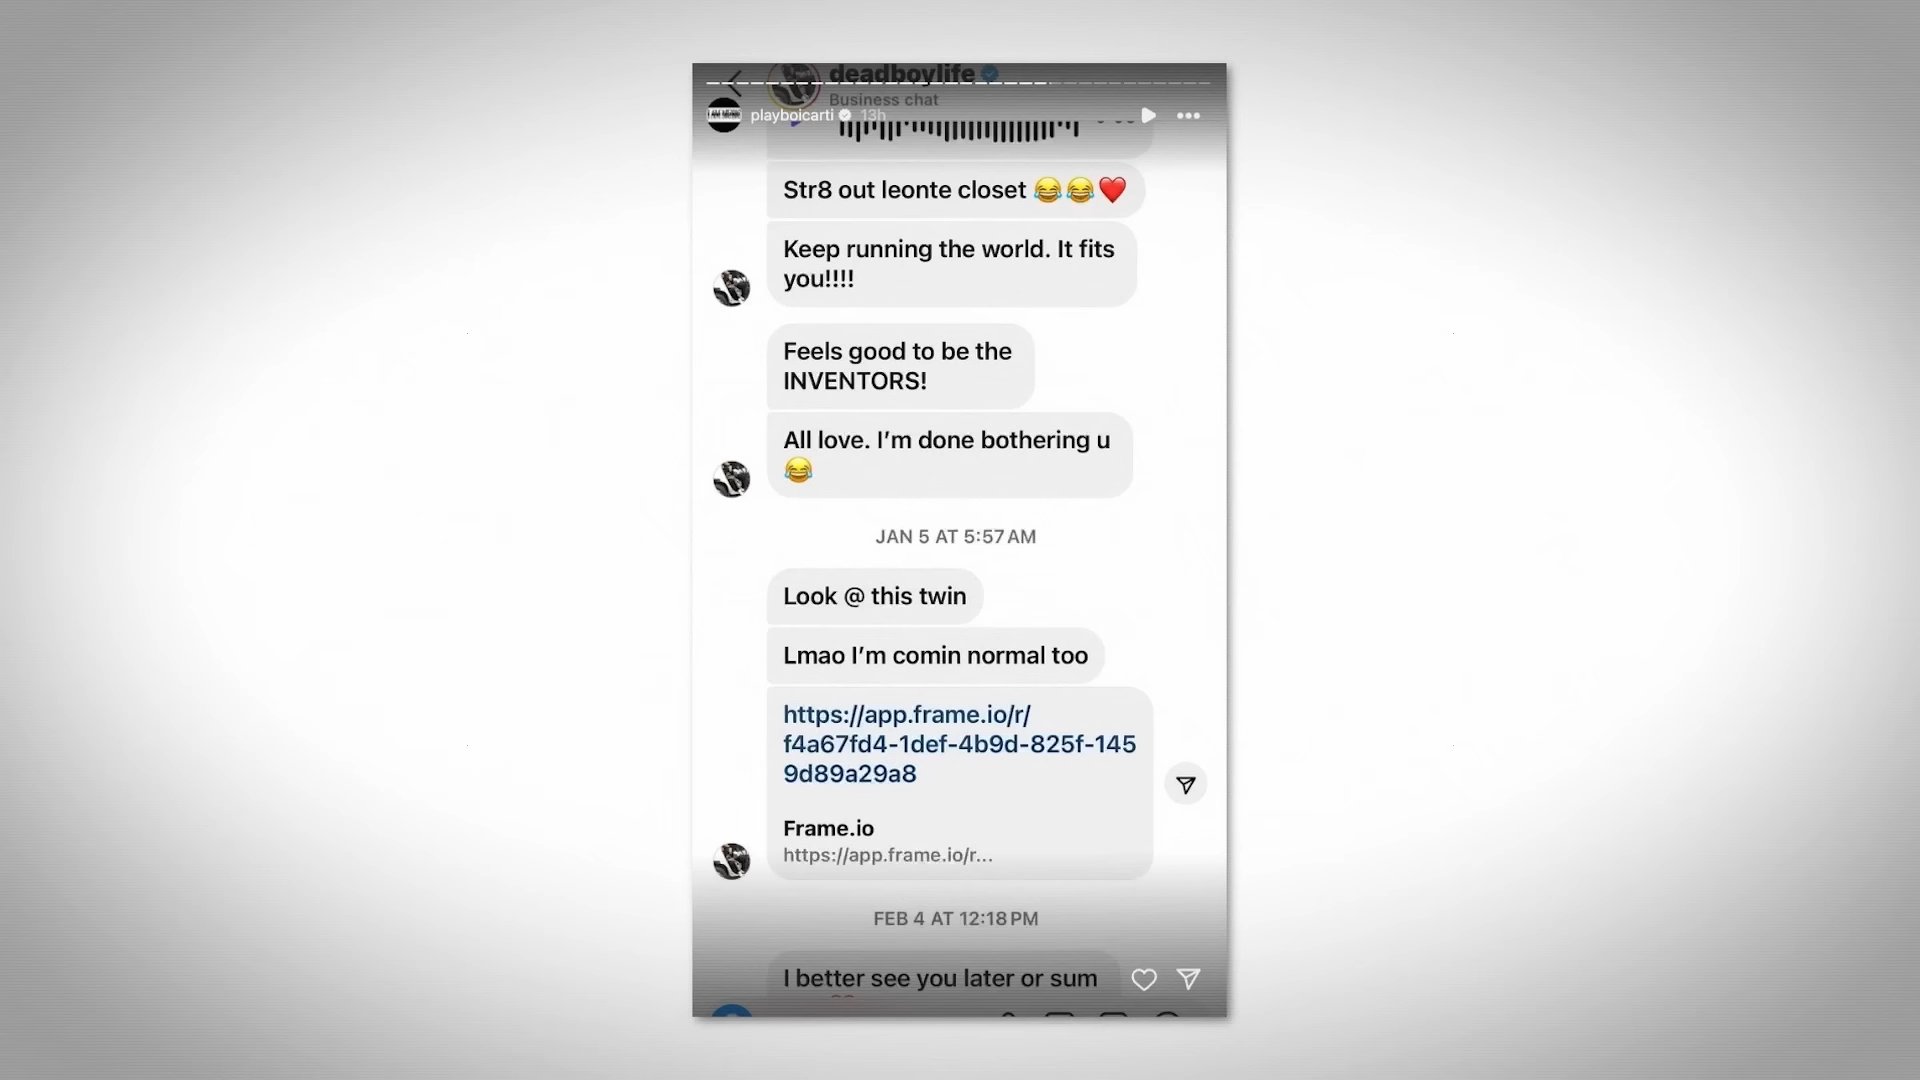 deadboylife
Business chat
playboicarti 13h
Str8 out leonte closet 😂😂❤️
Keep running the world. It fits
you!!!!
Feels good to be the
INVENTORS!
All love. I'm done bothering u
😂
JAN 5 AT 5:57 AM
Look @ this twin
Lmao I'm comin normal too
https://app.frame.io/r/
f4a67fd4-1def-4b9d-825f-145
9d89a29a8
Frame.io
https://app.frame.io/r...
FEB 4 AT 12:18 PM
I better see you later or sum